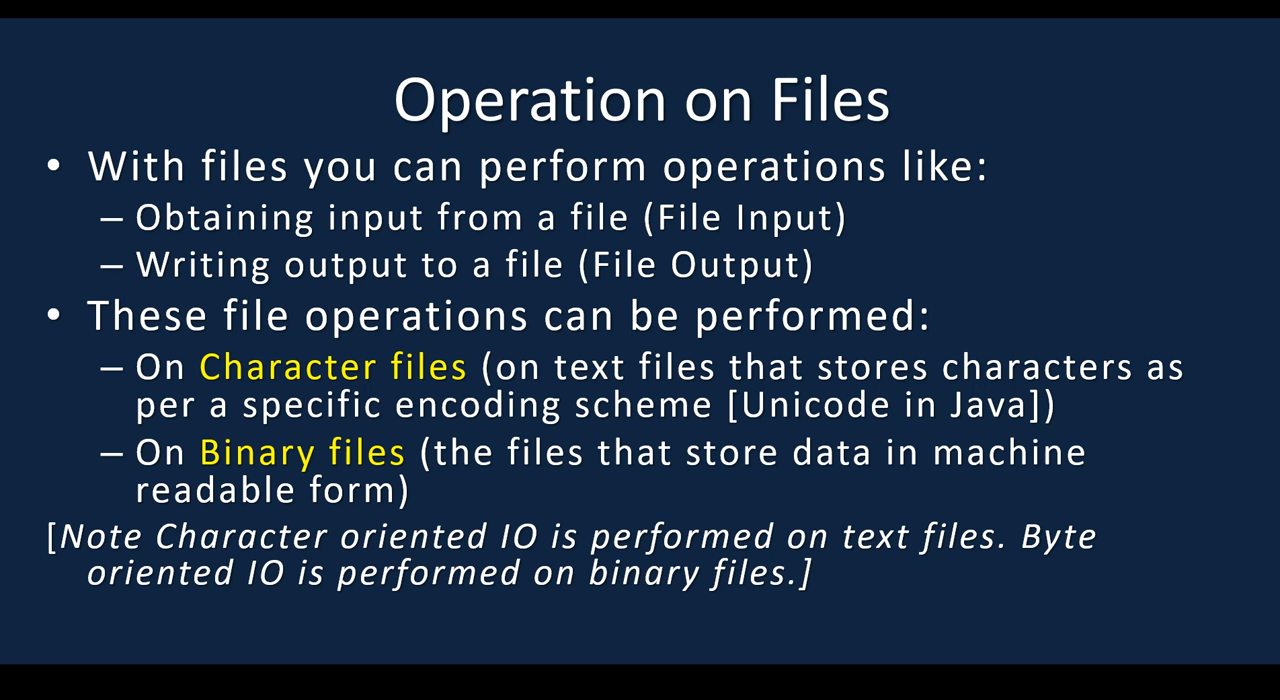 Operation on Files
• With files you can perform operations like:
– Obtaining input from a file (File Input)
– Writing output to a file (File Output)
• These file operations can be performed:
– On Character files (on text files that stores characters as
per a specific encoding scheme [Unicode in Java])
– On Binary files (the files that store data in machine
readable form)
[Note Character oriented IO is performed on text files. Byte
oriented IO is performed on binary files.]